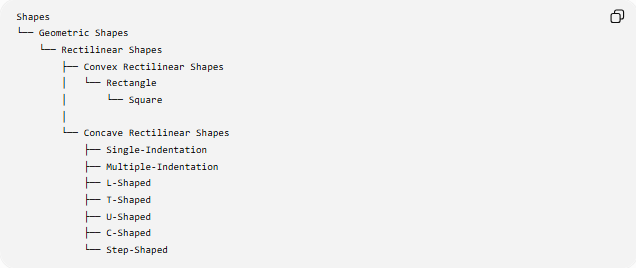 Shapes
└── Geometric Shapes
    └── Rectilinear Shapes
        ├── Convex Rectilinear Shapes
        │   └── Rectangle
        │       └── Square
        │
        └── Concave Rectilinear Shapes
            ├── Single-Indentation
            ├── Multiple-Indentation
            ├── L-Shaped
            ├── T-Shaped
            ├── U-Shaped
            ├── C-Shaped
            └── Step-Shaped